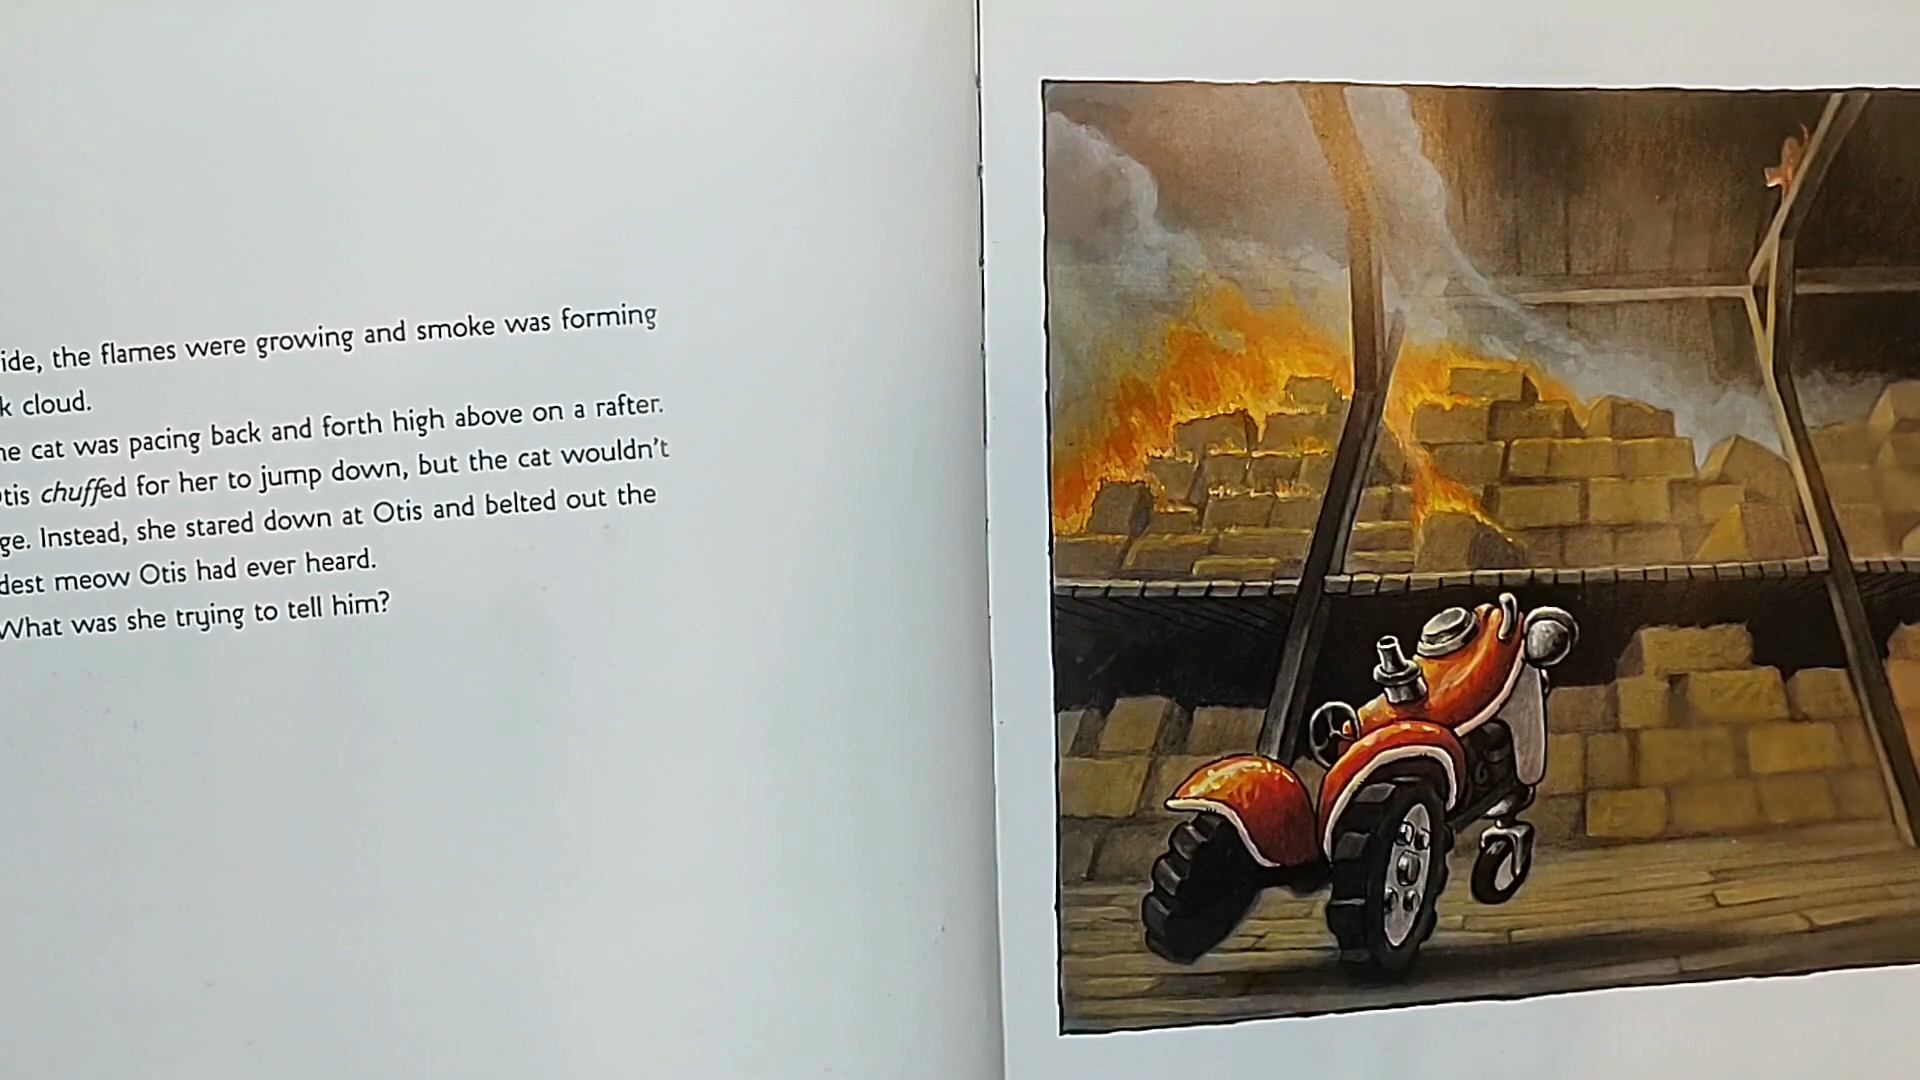 ide, the flames were growing and smoke was forming
k cloud.
he cat was pacing back and forth high above on a rafter.
tis chuffed for her to jump down, but the cat wouldn't
ge. Instead, she stared down at Otis and belted out the
dest meow Otis had ever heard.
What was she trying to tell him?